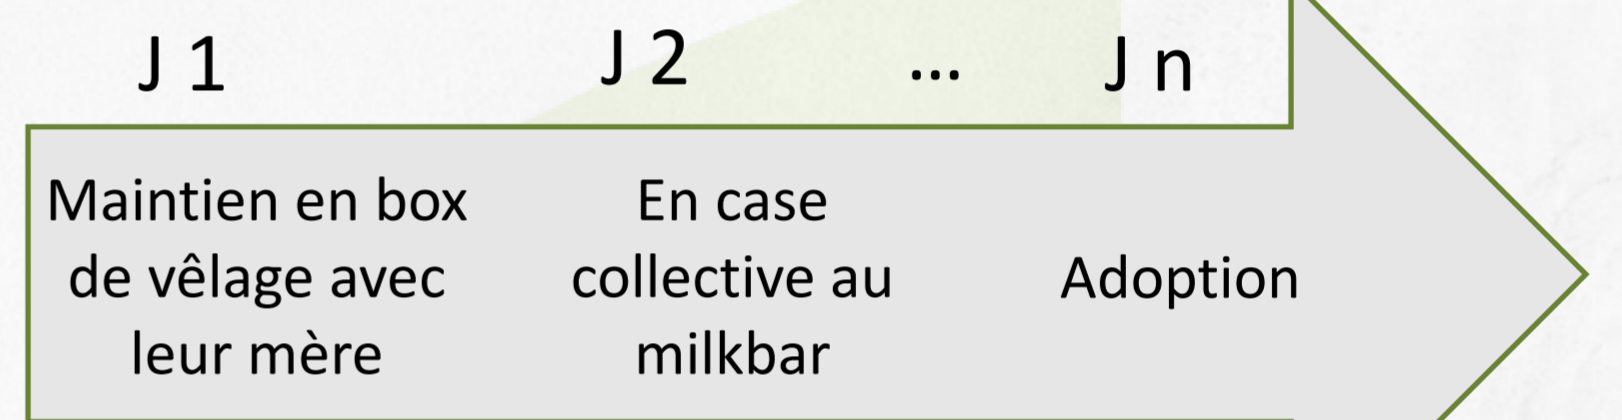 J 1
J 2
...
J n
Maintien en box
de vêlage avec
leur mère
En case
collective au
milkbar
Adoption